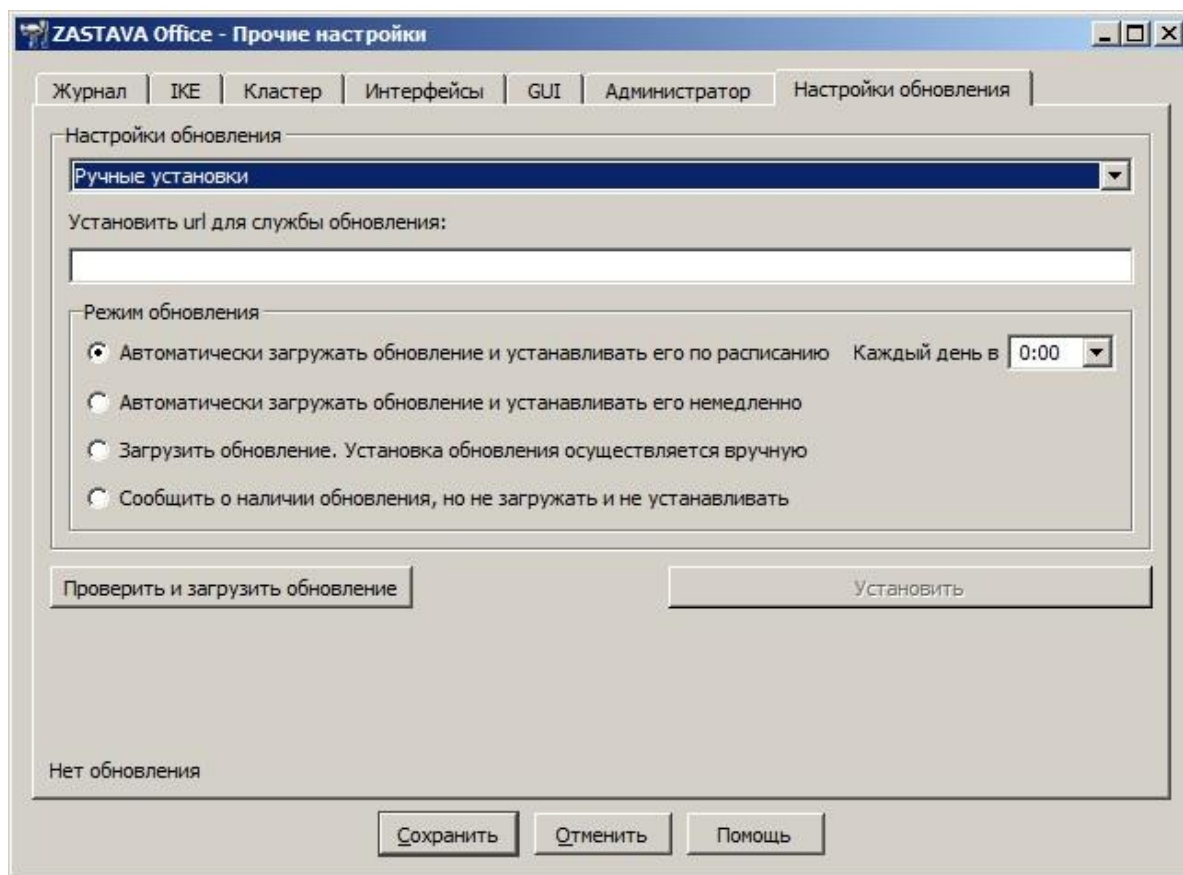 ZASTAVA Office - Прочие настройки
Журнал IKE Кластер Интерфейсы GUI Администратор Настройки обновления
Настройки обновления
Ручные установки
Установить url для службы обновления:
Режим обновления
Автоматически загружать обновление и устанавливать его по расписанию Каждый день в 0:00
Автоматически загружать обновление и устанавливать его немедленно
Загрузить обновление. Установка обновления осуществляется вручную
Сообщить о наличии обновления, но не загружать и не устанавливать
Проверить и загрузить обновление Установить
Нет обновления
Сохранить Отменить Помощь